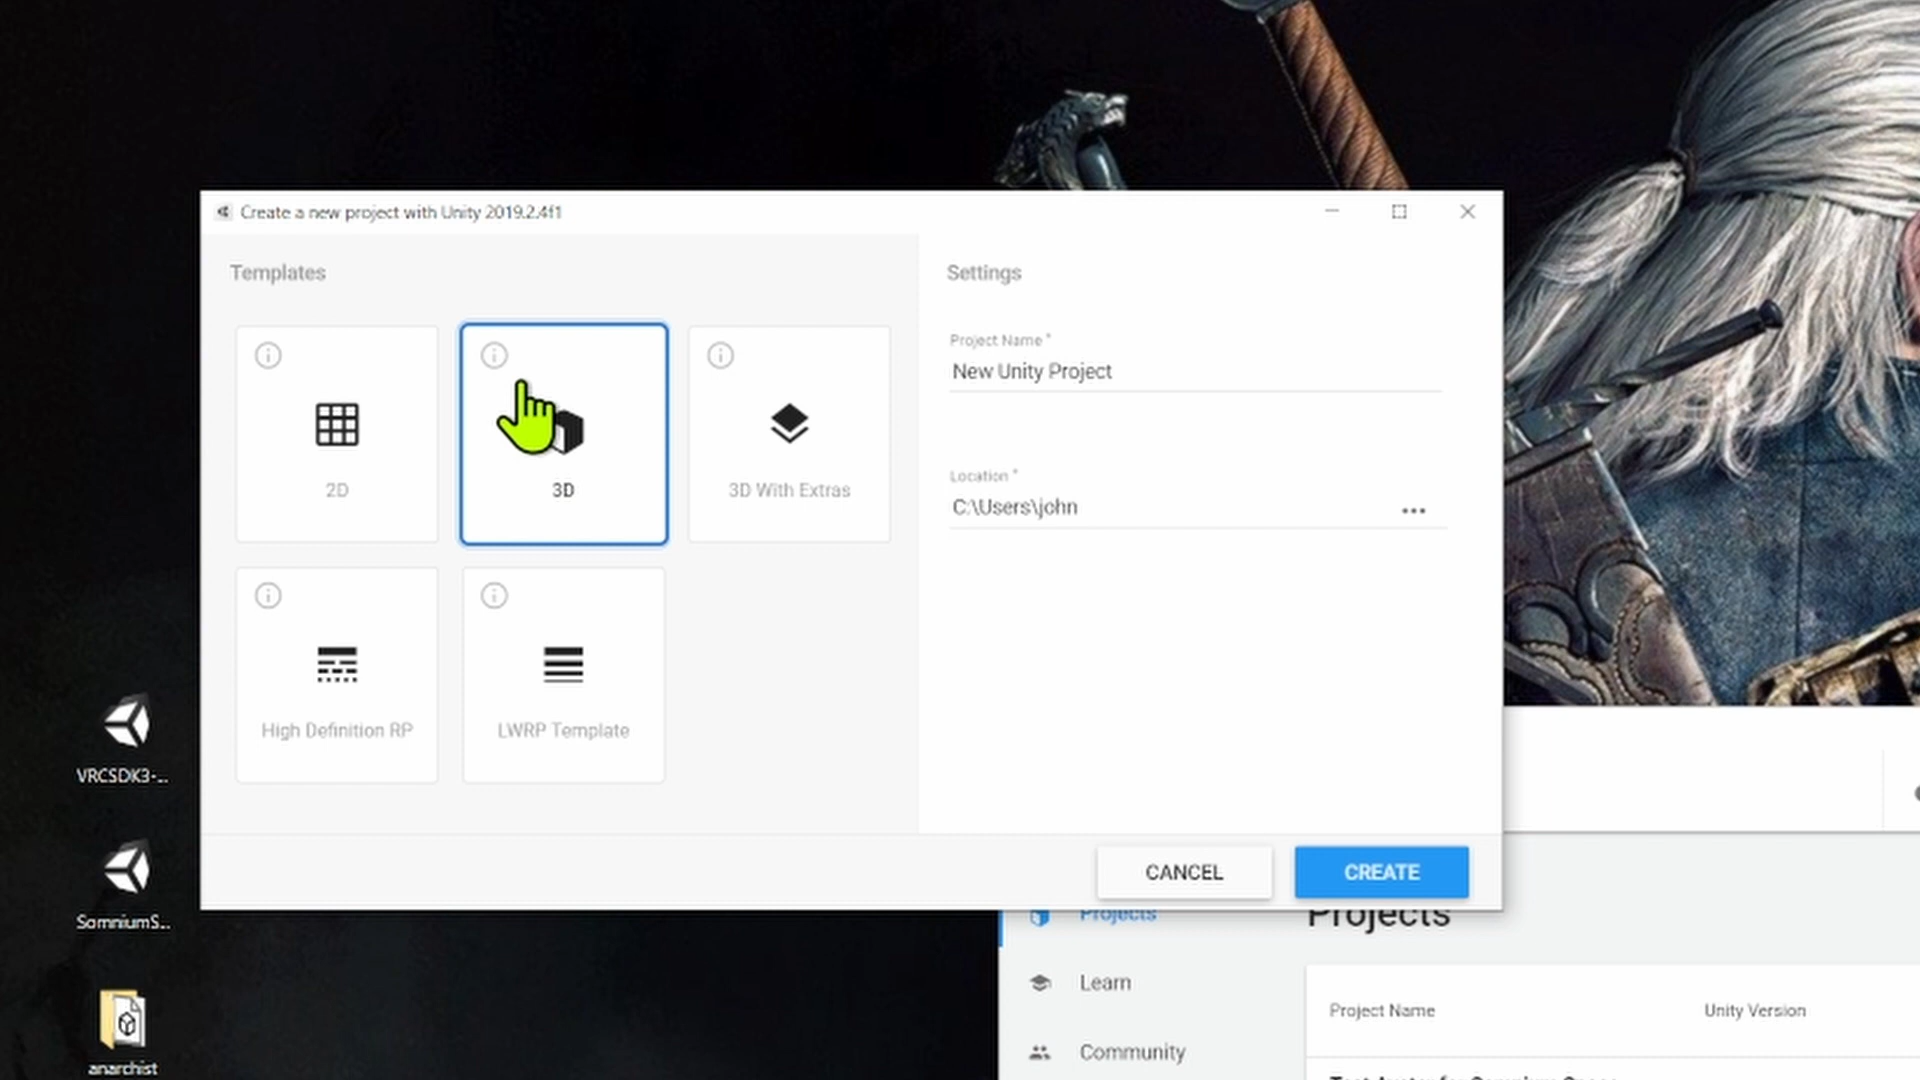 Create a new project with Unity 2019.2.4f1
Templates
Settings
2D
3D
3D With Extras
High Definition RP
LWRP Template
Project Name *
New Unity Project
Location *
C:\Users\john
CANCEL
CREATE
VRCSDK3-...
SomniumS...
anarchist
Projects
Learn
Community
Projects
Project Name
Unity Version